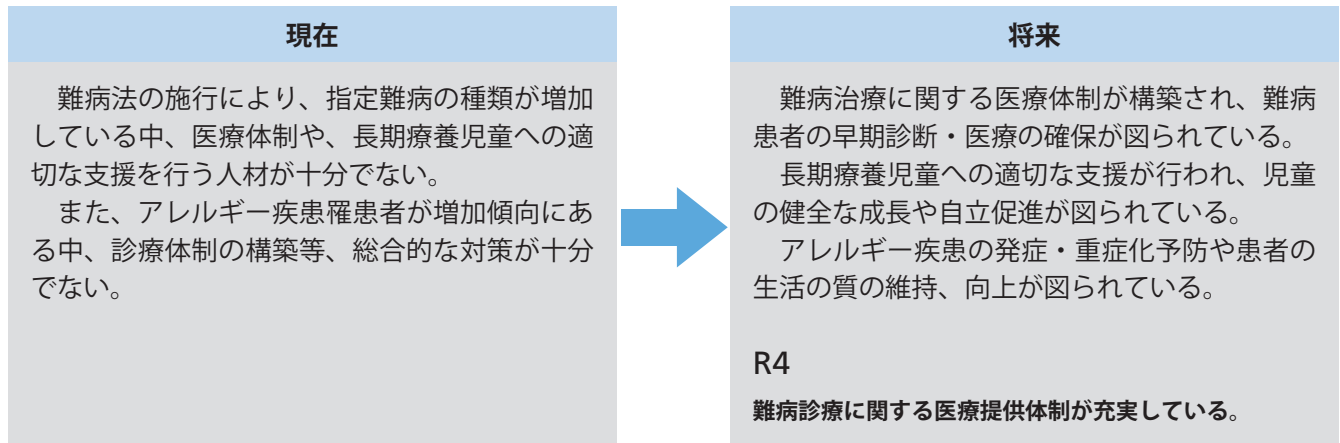 現在
　難病法の施行により、指定難病の種類が増加
している中、医療体制や、長期療養児童への適
切な支援を行う人材が十分でない。
　また、アレルギー疾患罹患者が増加傾向にあ
る中、診療体制の構築等、総合的な対策が十分
でない。
将来
　難病治療に関する医療体制が構築され、難病
患者の早期診断・医療の確保が図られている。
　長期療養児童への適切な支援が行われ、児童
の健全な成長や自立促進が図られている。
　アレルギー疾患の発症・重症化予防や患者の
生活の質の維持、向上が図られている。
R4
難病診療に関する医療提供体制が充実している。